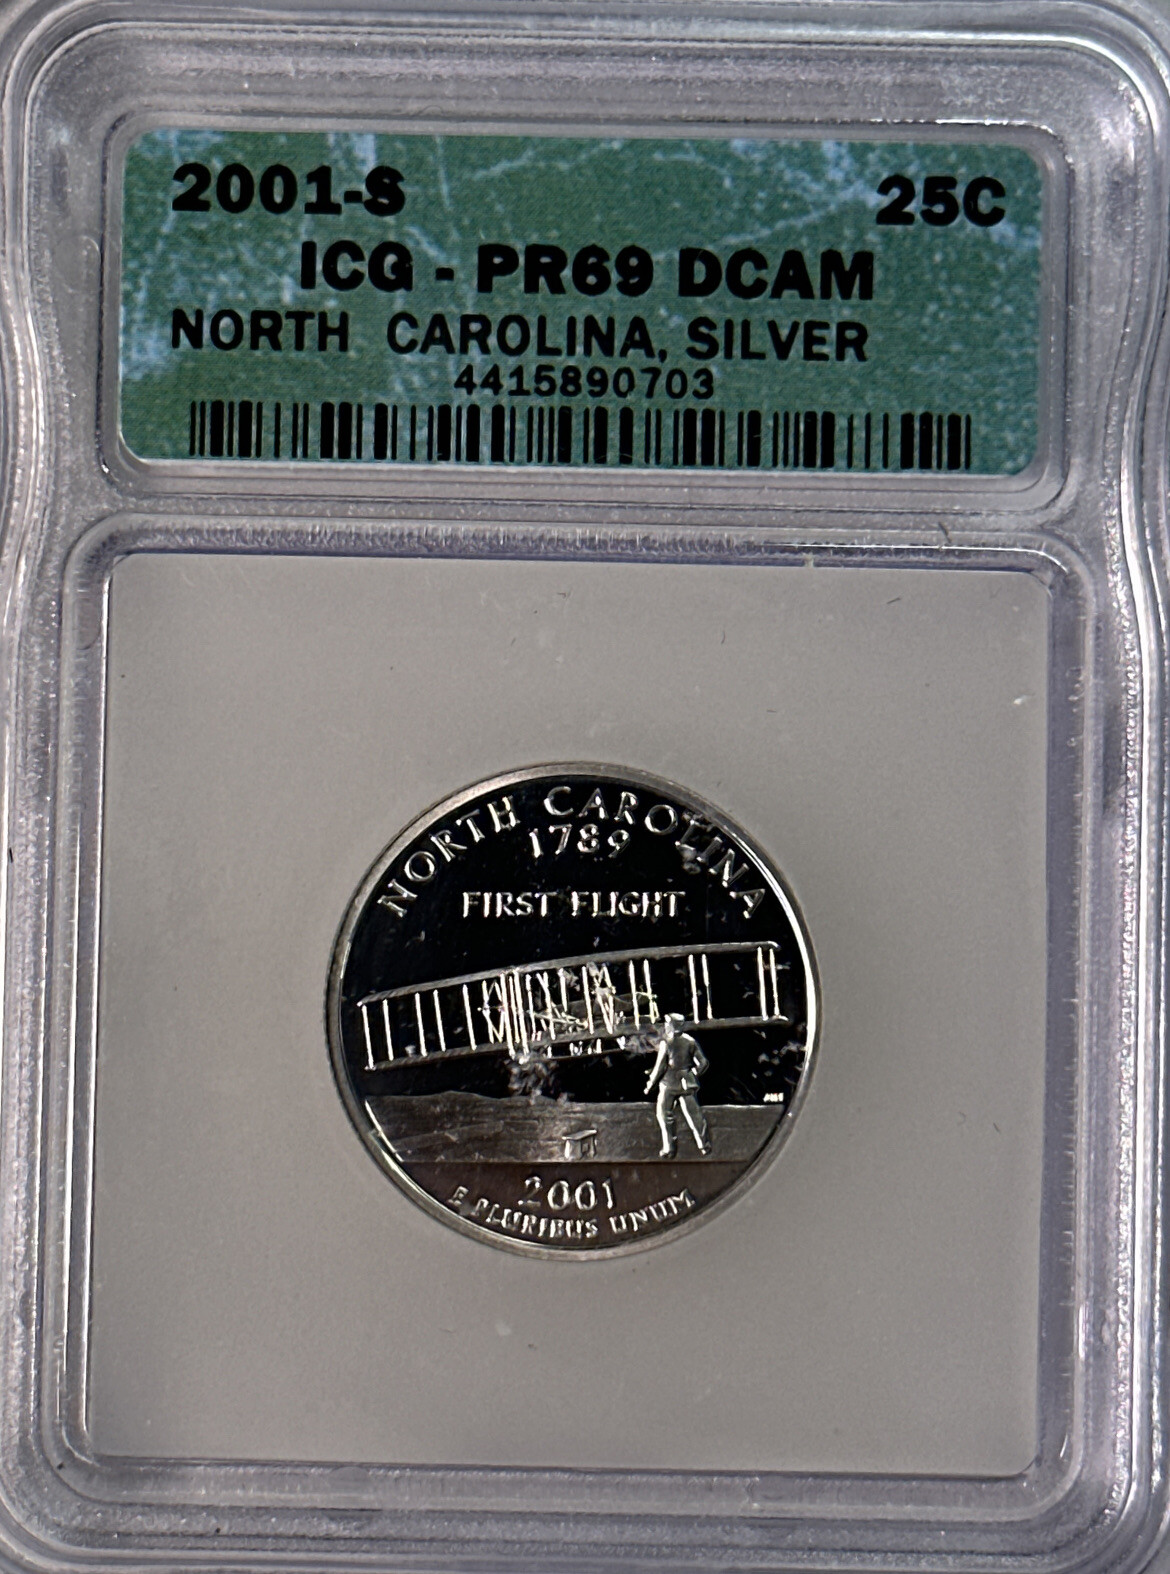 2001-S 25C
ICG - PR69 DCAM
NORTH CAROLINA, SILVER
4415890703
NORTH CAROLINA
1789
FIRST FLIGHT
2001
E PLURIBUS UNUM